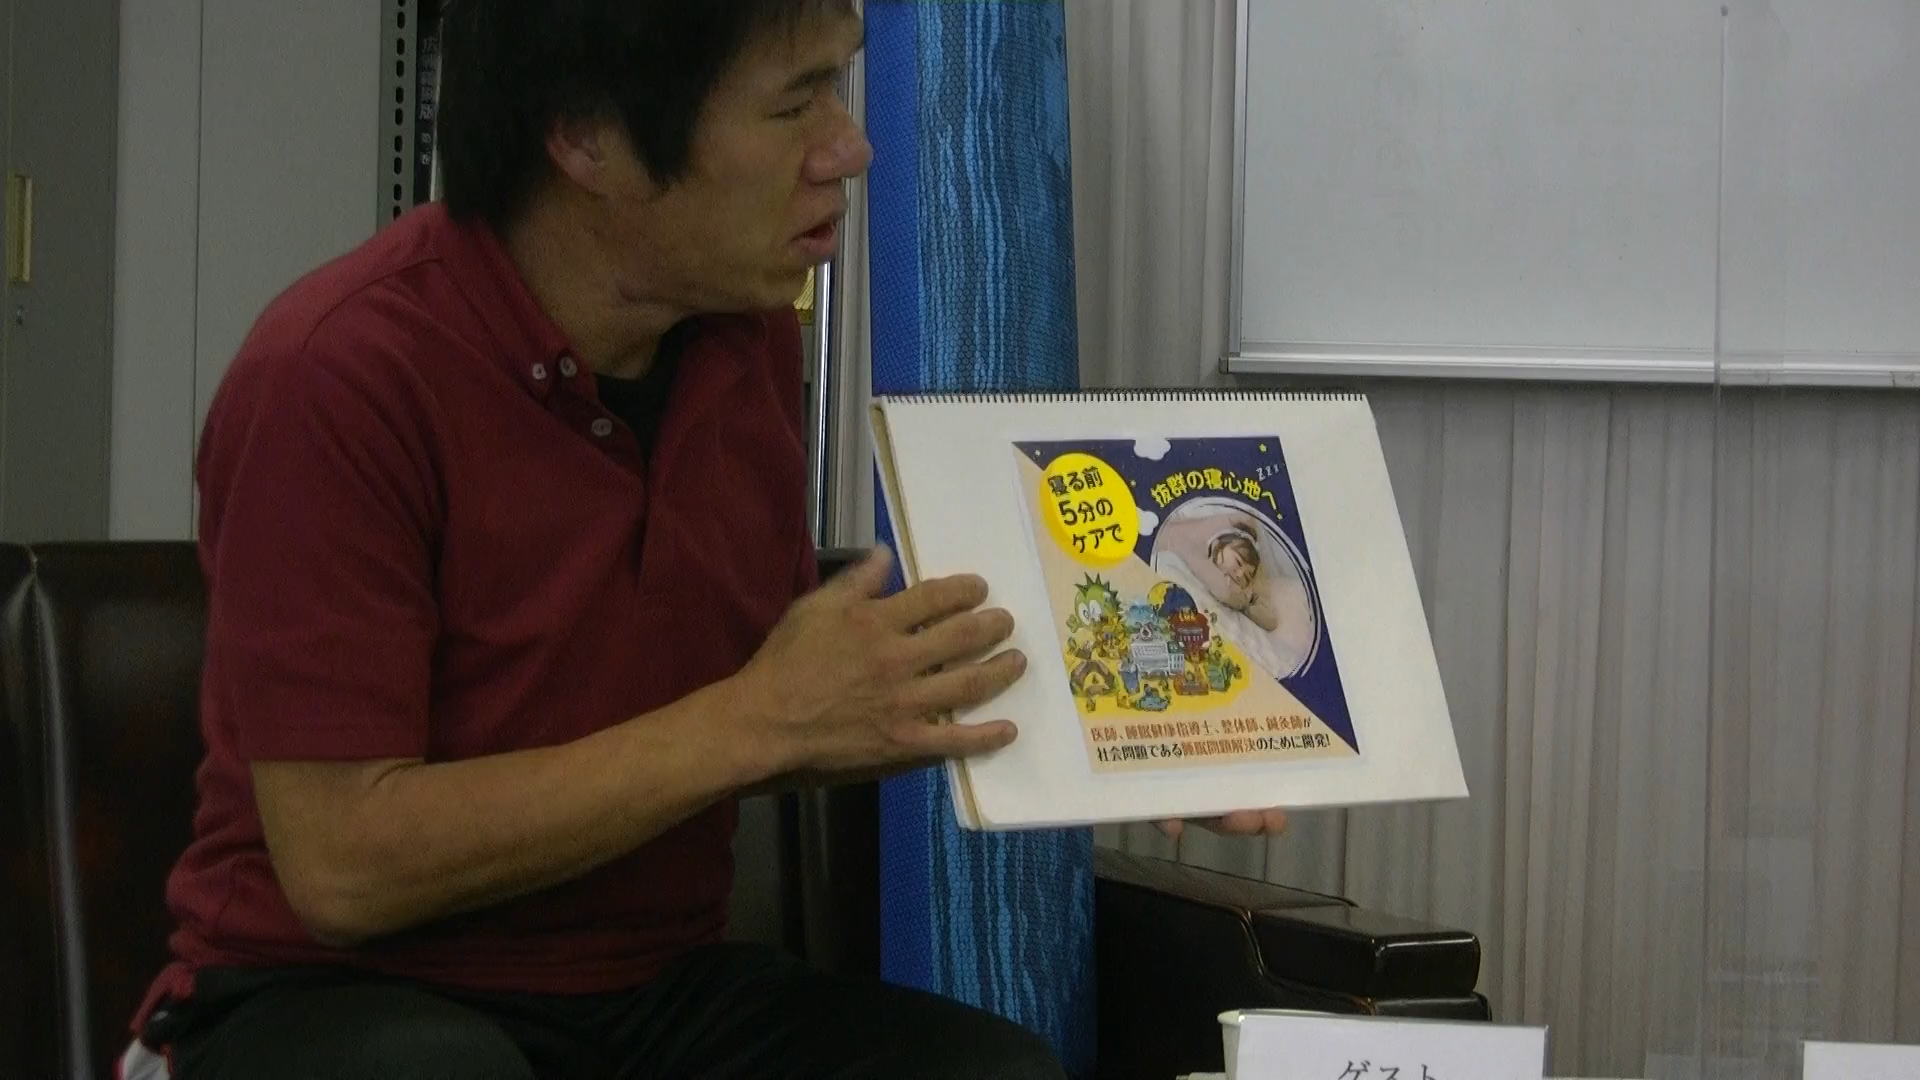 寝る前
5分の
ケアで
抜群の寝心地へ
zzz
医師、睡眠健康指導士、整体師、鍼灸師が
社会問題である睡眠問題解決のために開発!
ゲスト